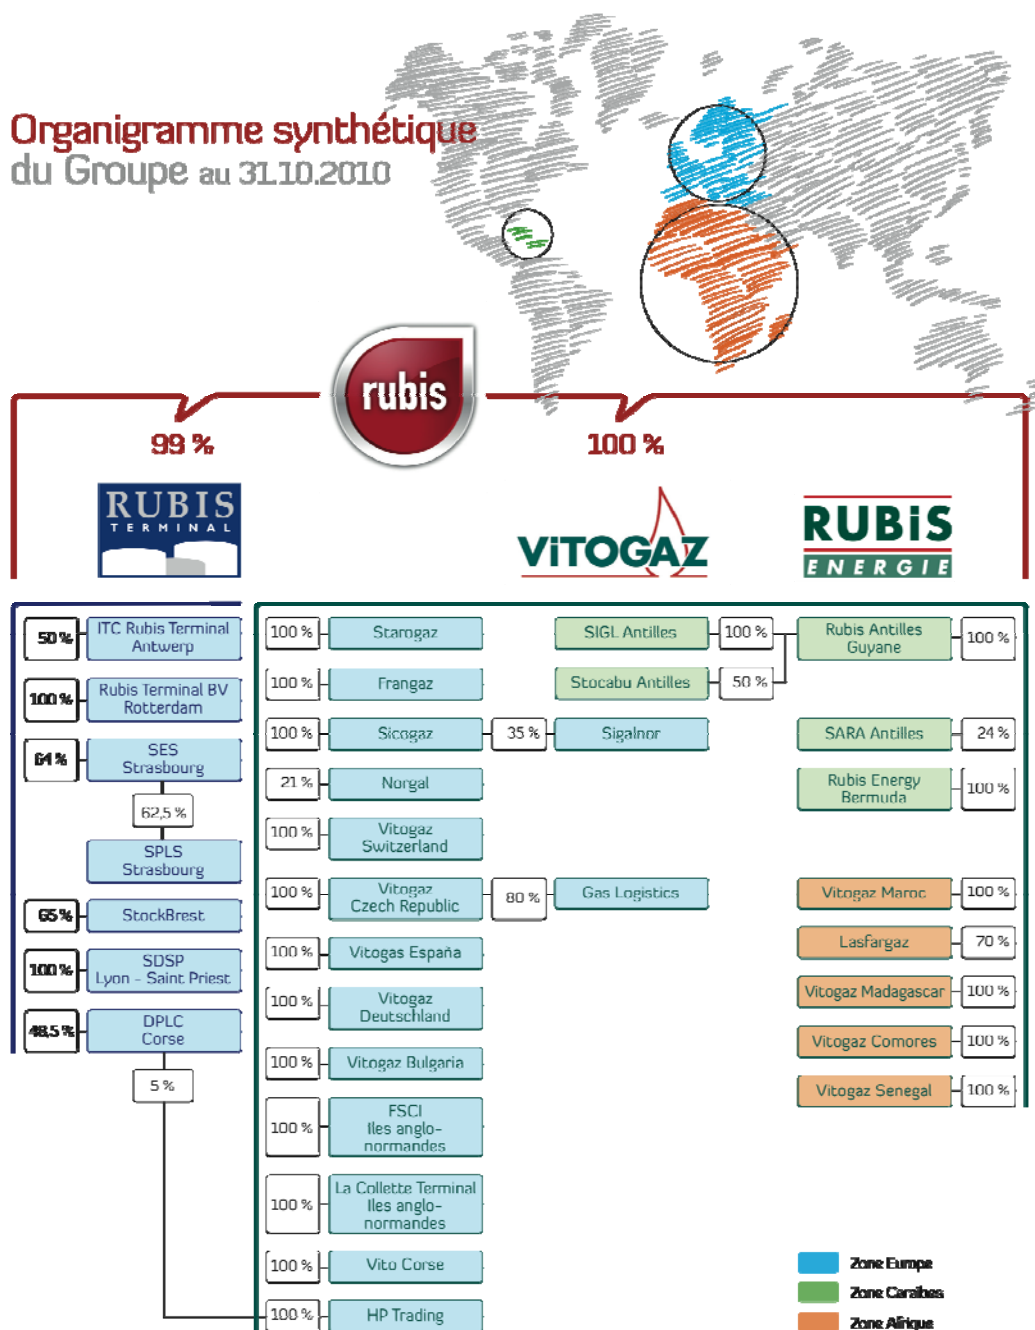 Organigramme synthétique
du Groupe au 31.10.2010
rubis
99 %
100 %
RUBIS
TERMINAL
ViTOGAZ
RUBiS
ENERGIE
50 %
ITC Rubis Terminal
Antwerp
100 %
Rubis Terminal BV
Rotterdam
64 %
SES
Strasbourg
62,5 %
SPLS
Strasbourg
65 %
StockBrest
100 %
SDSP
Lyon - Saint Priest
48,5 %
DPLC
Corse
5 %
100 %
Starogaz
100 %
Frangaz
100 %
Sicogaz
35 %
Sigalnor
21 %
Norgal
100 %
Vitogaz
Switzerland
100 %
Vitogaz
Czech Republic
80 %
Gas Logistics
100 %
Vitogas España
100 %
Vitogaz
Deutschland
100 %
Vitogaz Bulgaria
100 %
FSCI
Iles anglo-
normandes
100 %
La Collette Terminal
Iles anglo-
normandes
100 %
Vito Corse
100 %
HP Trading
SIGL Antilles
100 %
Stocabu Antilles
50 %
Rubis Antilles
Guyane
100 %
SARA Antilles
24 %
Rubis Energy
Bermuda
100 %
Vitogaz Maroc
100 %
Lasfargaz
70 %
Vitogaz Madagascar
100 %
Vitogaz Comores
100 %
Vitogaz Senegal
100 %
Zone Europe
Zone Caraïbes
Zone Afrique